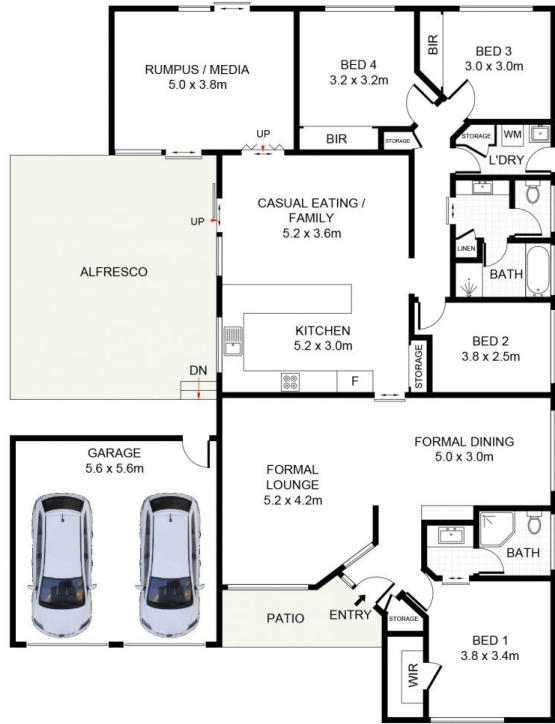 RUMPUS / MEDIA
5.0 x 3.8m
BED 4
3.2 x 3.2m
BIR
BED 3
3.0 x 3.0m
UP
BIR
STORAGE
STORAGE
WM
L'DRY
CASUAL EATING /
FAMILY
5.2 x 3.6m
UP
ALFRESCO
LINEN
BATH
KITCHEN
5.2 x 3.0m
BED 2
3.8 x 2.5m
STORAGE
F
DN
GARAGE
5.6 x 5.6m
FORMAL
LOUNGE
5.2 x 4.2m
FORMAL DINING
5.0 x 3.0m
BATH
PATIO
ENTRY
STORAGE
WIR
BED 1
3.8 x 3.4m